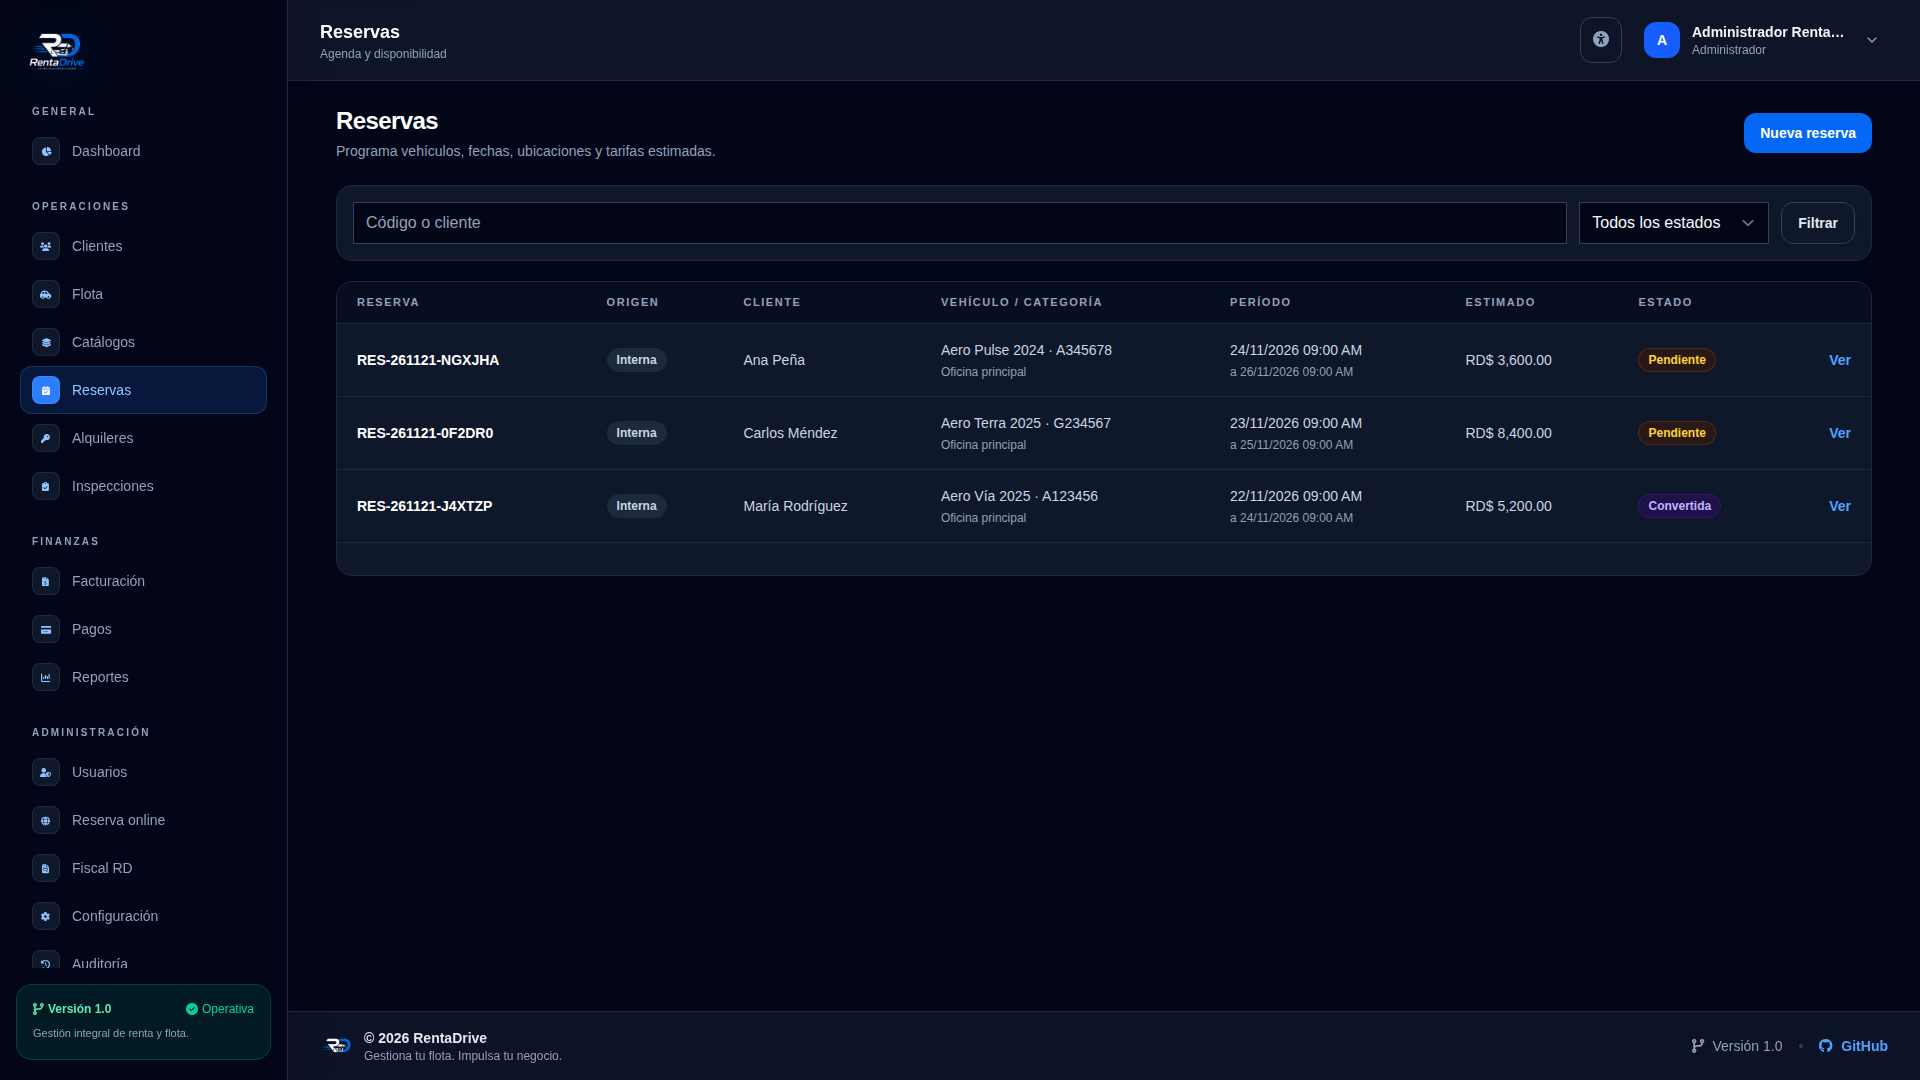 RentaDrive
GENERAL
Dashboard
OPERACIONES
Clientes
Flota
Catálogos
Reservas
Alquileres
Inspecciones
FINANZAS
Facturación
Pagos
Reportes
ADMINISTRACIÓN
Usuarios
Reserva online
Fiscal RD
Configuración
Auditoría
Versión 1.0 Operativa
Gestión integral de renta y flota.
Reservas
Agenda y disponibilidad
A
Administrador Renta…
Administrador
Reservas
Programa vehículos, fechas, ubicaciones y tarifas estimadas.
Nueva reserva
Código o cliente
Todos los estados
Filtrar
RESERVA ORIGEN CLIENTE VEHÍCULO / CATEGORÍA PERÍODO ESTIMADO ESTADO
RES-261121-NGXJHA Interna Ana Peña Aero Pulse 2024 · A345678 24/11/2026 09:00 AM RD$ 3,600.00 Pendiente Ver
Oficina principal a 26/11/2026 09:00 AM
RES-261121-0F2DR0 Interna Carlos Méndez Aero Terra 2025 · G234567 23/11/2026 09:00 AM RD$ 8,400.00 Pendiente Ver
Oficina principal a 25/11/2026 09:00 AM
RES-261121-J4XTZP Interna María Rodríguez Aero Vía 2025 · A123456 22/11/2026 09:00 AM RD$ 5,200.00 Convertida Ver
Oficina principal a 24/11/2026 09:00 AM
© 2026 RentaDrive
Gestiona tu flota. Impulsa tu negocio.
Versión 1.0 • GitHub